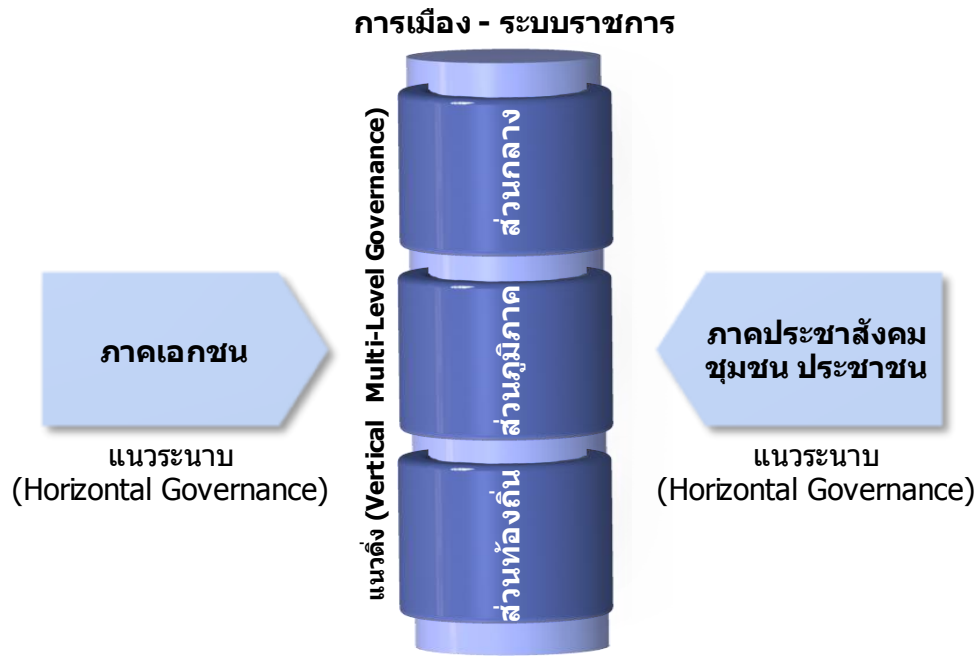 การเมือง - ระบบราชการ
แนวดิ่ง (Vertical Multi-Level Governance)
ส่วนกลาง
ส่วนภูมิภาค
ส่วนท้องถิ่น
ภาคเอกชน
แนวระนาบ
(Horizontal Governance)
ภาคประชาสังคม
ชุมชน ประชาชน
แนวระนาบ
(Horizontal Governance)